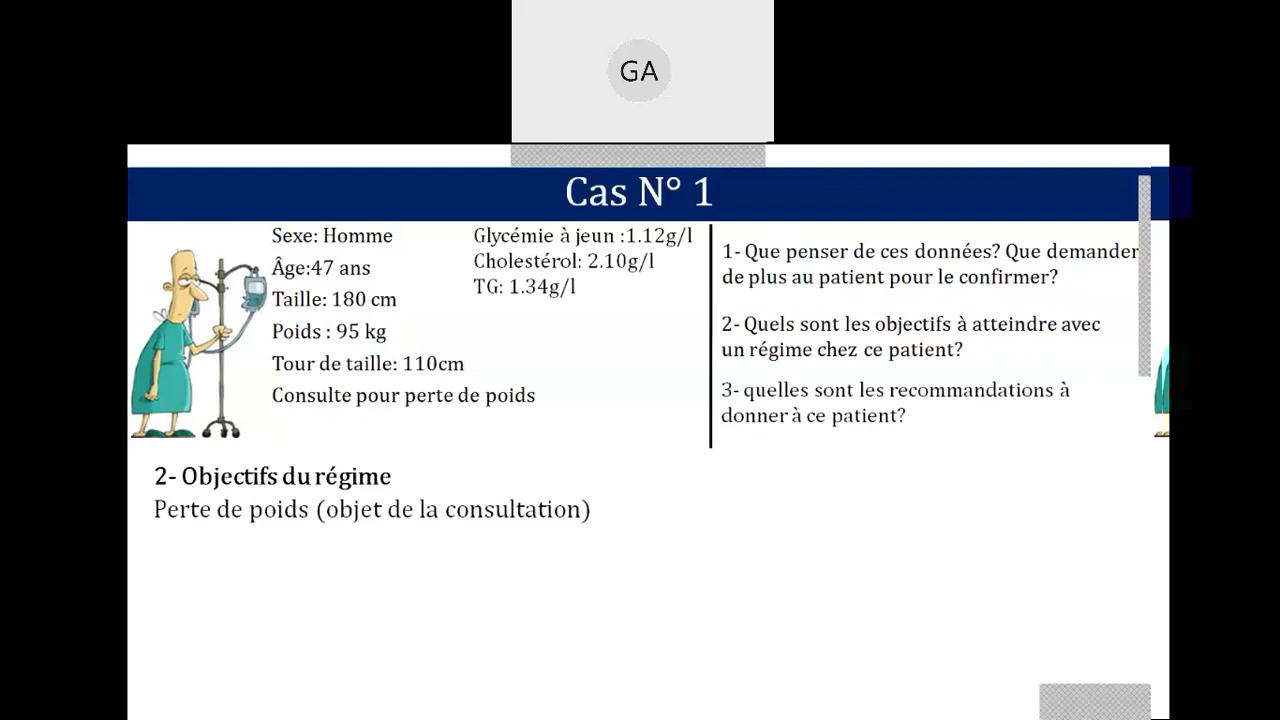 GA
Cas N° 1
Sexe: Homme
Âge:47 ans
Taille: 180 cm
Poids : 95 kg
Tour de taille: 110cm
Consulte pour perte de poids
Glycémie à jeun :1.12g/l
Cholestérol: 2.10g/l
TG: 1.34g/l
1- Que penser de ces données? Que demander
de plus au patient pour le confirmer?
2- Quels sont les objectifs à atteindre avec
un régime chez ce patient?
3- quelles sont les recommandations à
donner à ce patient?
2- Objectifs du régime
Perte de poids (objet de la consultation)